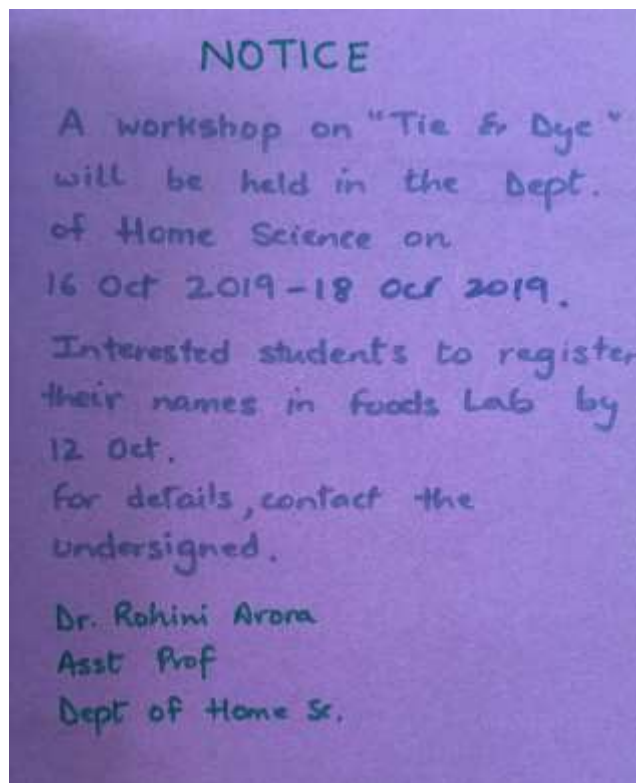 NOTICE
A workshop on "Tie & Dye"
will be held in the Dept.
of Home Science on
16 Oct 2019-18 Oct 2019.
Interested students to register
their names in foods Lab by
12 Oct.
for details, contact the
undersigned.
Dr. Rohini Arora
Asst Prof
Dept of Home Sc.